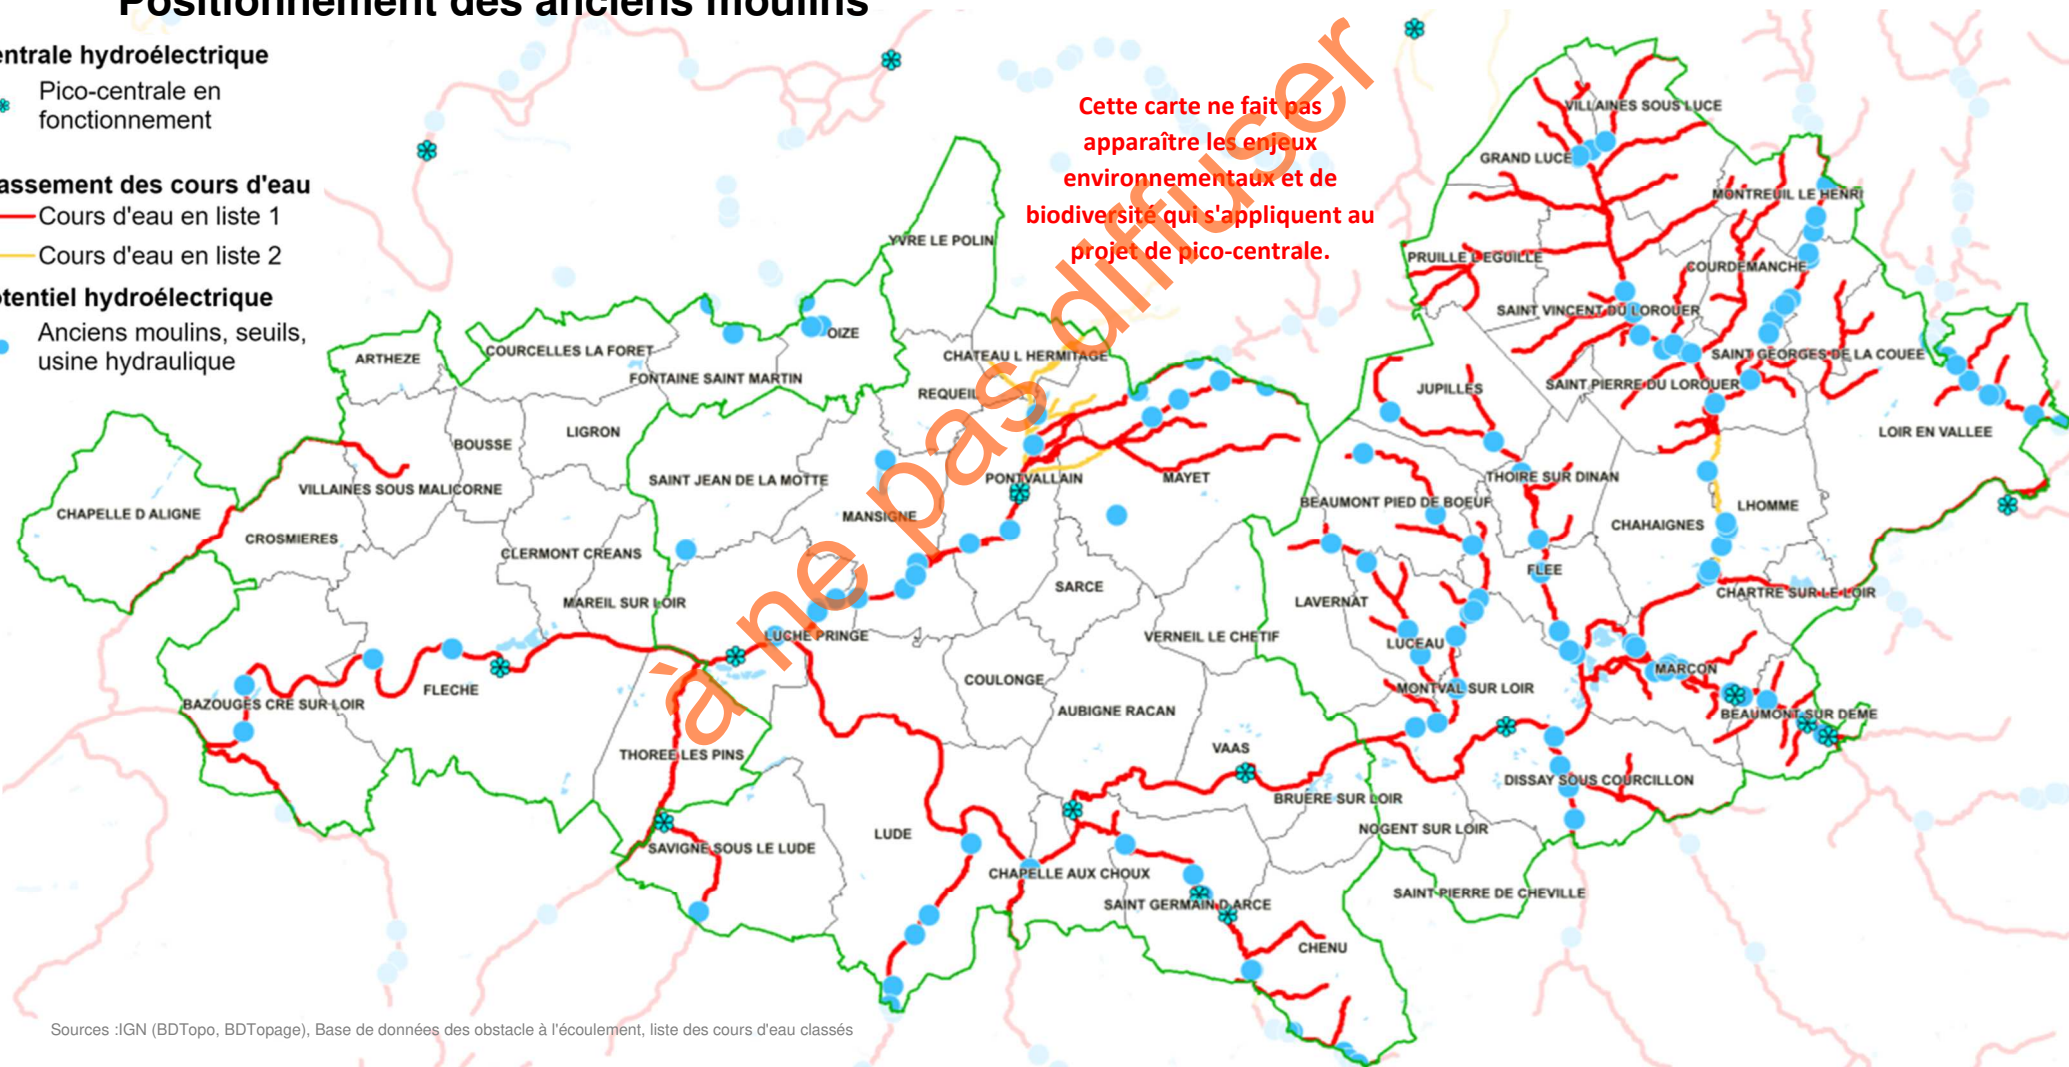 Positionnement des anciens moulins
entrale hydroélectrique
Pico-centrale en
fonctionnement
assement des cours d'eau
Cours d'eau en liste 1
Cours d'eau en liste 2
otentiel hydroélectrique
Anciens moulins, seuils,
usine hydraulique
Cette carte ne fait pas
apparaître les enjeux
environnementaux et de
biodiversité qui s'appliquent au
projet de pico-centrale.
à ne pas diffuser
VILLAINES SOUS LUCE
GRAND LUCE
MONTREUIL LE HENRI
YVRE LE POLIN
PRUILLE L EGUILLE
COURDEMANCHE
SAINT VINCENT DU LOROUER
OIZE
ARTHEZE
COURCELLES LA FORET
CHATEAU L HERMITAGE
SAINT GEORGES DE LA COUEE
FONTAINE SAINT MARTIN
REQUEIL
JUPILLES
SAINT PIERRE DU LOROUER
LOIR EN VALLEE
BOUSSE
LIGRON
SAINT JEAN DE LA MOTTE
PONTVALLAIN
MAYET
THOIRE SUR DINAN
VILLAINES SOUS MALICORNE
BEAUMONT PIED DE BOEUF
LHOMME
CHAPELLE D ALIGNE
MANSIGNE
CHAHAIGNES
CROSMIERES
CLERMONT CREANS
FLEE
SARCE
CHARTRE SUR LE LOIR
MAREIL SUR LOIR
LAVERNAT
LUCHE PRINGE
VERNEIL LE CHETIF
LUCEAU
MARCON
COULONGE
FLECHE
MONTVAL SUR LOIR
BAZOUGES CRE SUR LOIR
AUBIGNE RACAN
BEAUMONT SUR DEME
THOREE LES PINS
VAAS
DISSAY SOUS COURCILLON
BRUERE SUR LOIR
LUDE
NOGENT SUR LOIR
SAVIGNE SOUS LE LUDE
CHAPELLE AUX CHOUX
SAINT PIERRE DE CHEVILLE
SAINT GERMAIN D ARCE
CHENU
Sources :IGN (BDTopo, BDTopage), Base de données des obstacle à l'écoulement, liste des cours d'eau classés